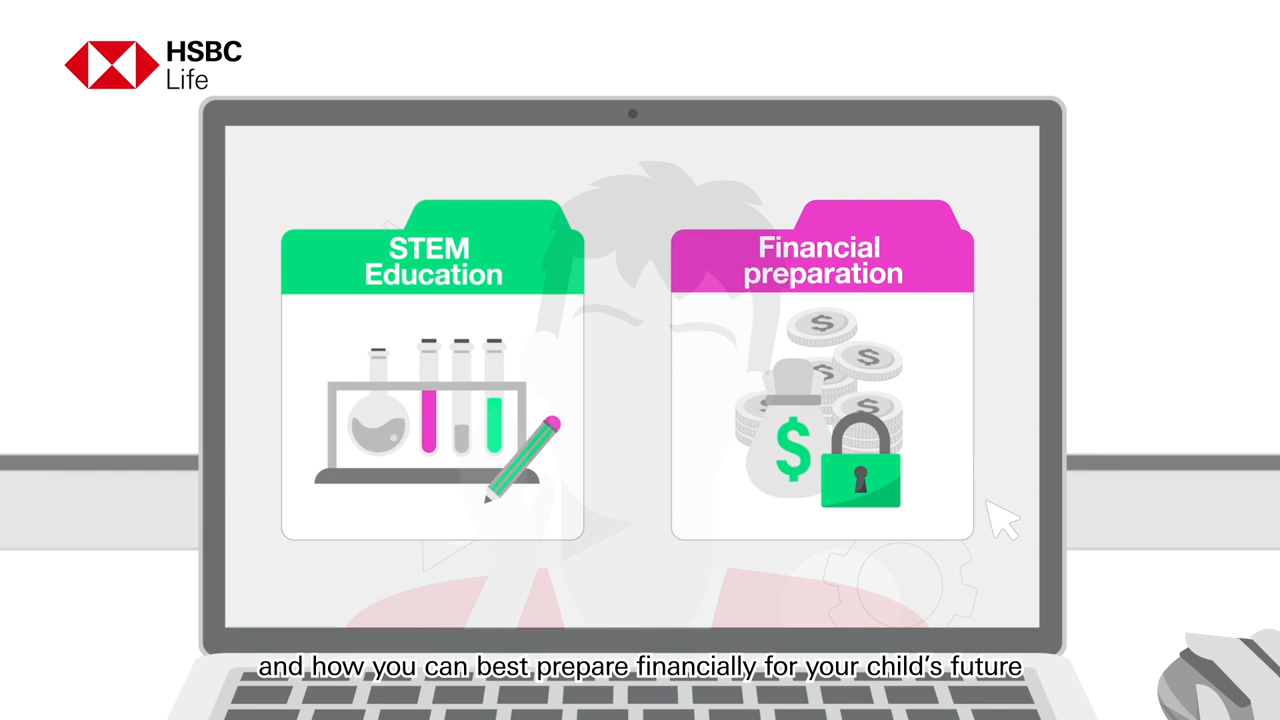 HSBC
Life
STEM
Education
Financial
preparation
$
$
$
$
$
$
and how you can best prepare financially for your child's future